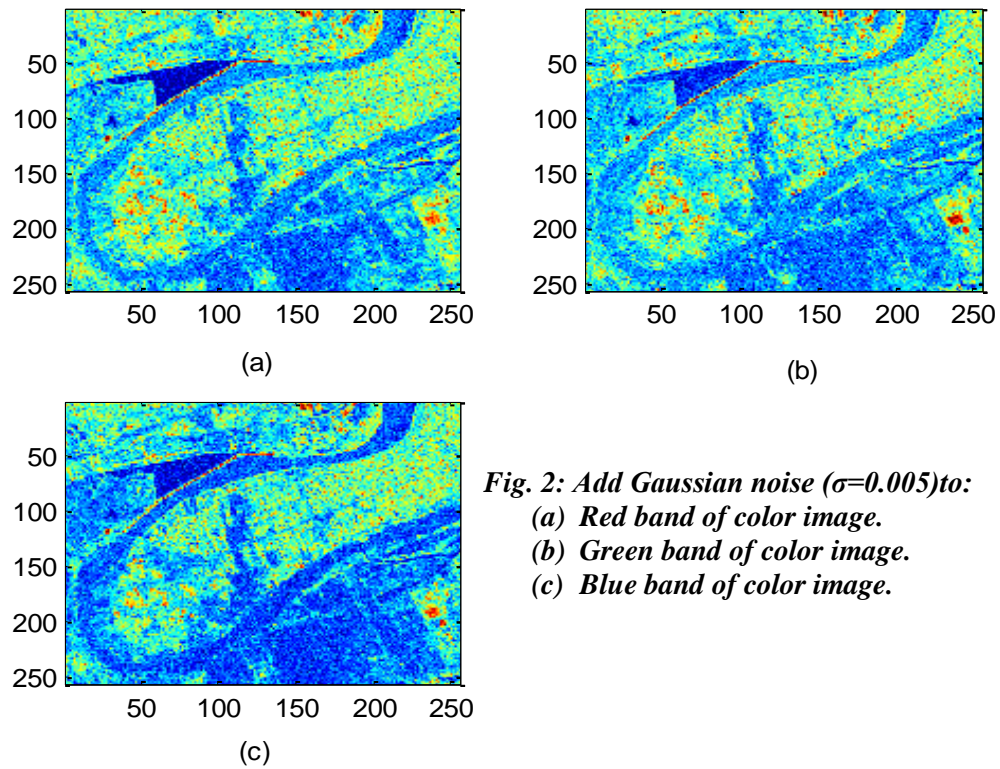 50
100
150
200
250
50 100 150 200 250
(a)
50
100
150
200
250
50 100 150 200 250
(b)
50
100
150
200
250
50 100 150 200 250
(c)
Fig. 2: Add Gaussian noise (σ=0.005)to:
(a) Red band of color image.
(b) Green band of color image.
(c) Blue band of color image.